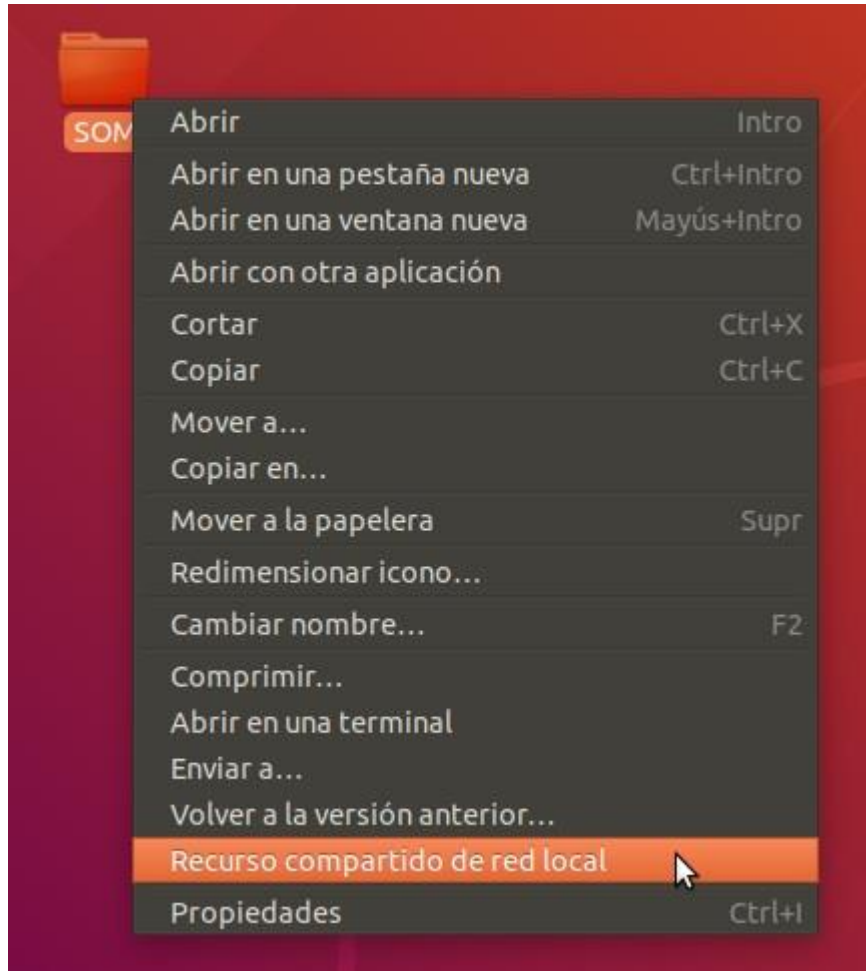 SOM
Abrir Intro
Abrir en una pestaña nueva Ctrl+Intro
Abrir en una ventana nueva Mayús+Intro
Abrir con otra aplicación
Cortar Ctrl+X
Copiar Ctrl+C
Mover a…
Copiar en…
Mover a la papelera Supr
Redimensionar icono…
Cambiar nombre… F2
Comprimir…
Abrir en una terminal
Enviar a…
Volver a la versión anterior…
Recurso compartido de red local
Propiedades Ctrl+I